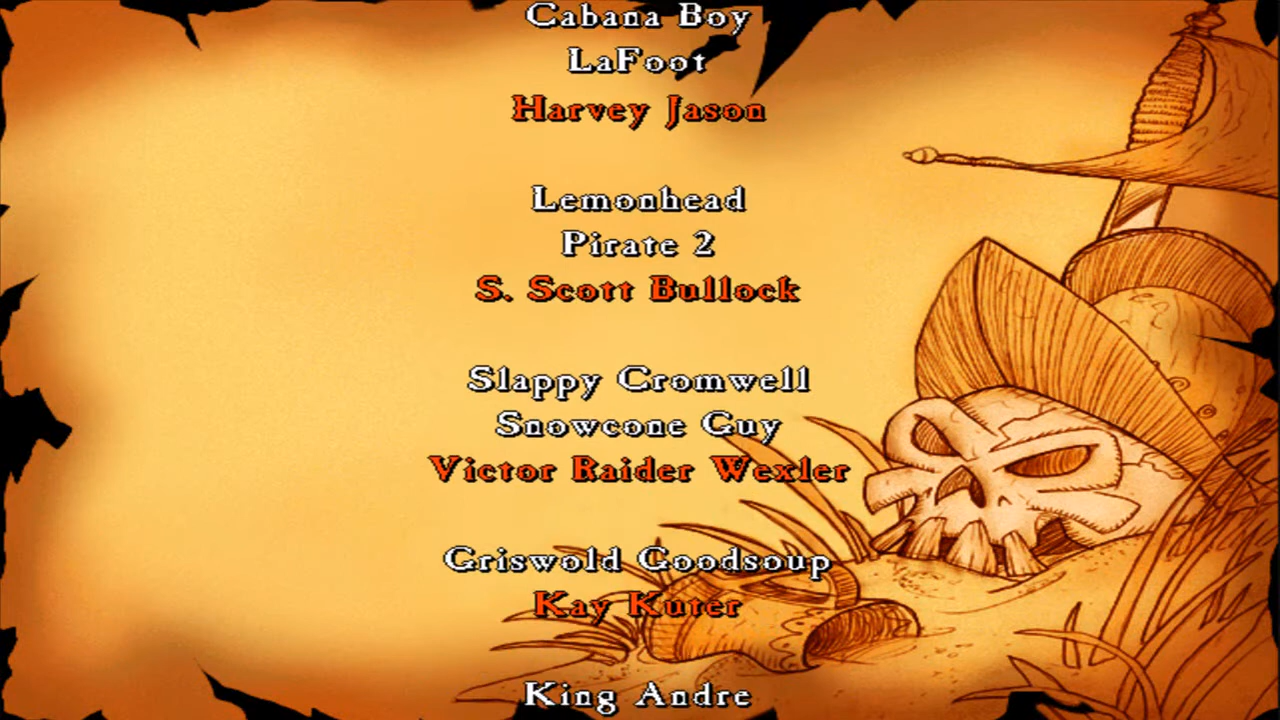 Cabana Boy
LaFoot
Harvey Jason
Lemonhead
Pirate 2
S. Scott Bullock
Slappy Cromwell
Snowcone Guy
Victor Raider Wexler
Griswold Goodsoup
Kay Kuter
King Andre